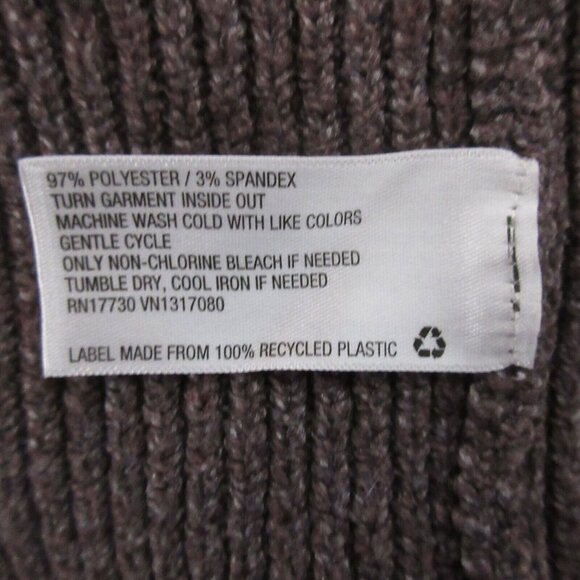 97% POLYESTER / 3% SPANDEX
TURN GARMENT INSIDE OUT
MACHINE WASH COLD WITH LIKE COLORS
GENTLE CYCLE
ONLY NON-CHLORINE BLEACH IF NEEDED
TUMBLE DRY, COOL IRON IF NEEDED
RN17730 VN1317080
LABEL MADE FROM 100% RECYCLED PLASTIC